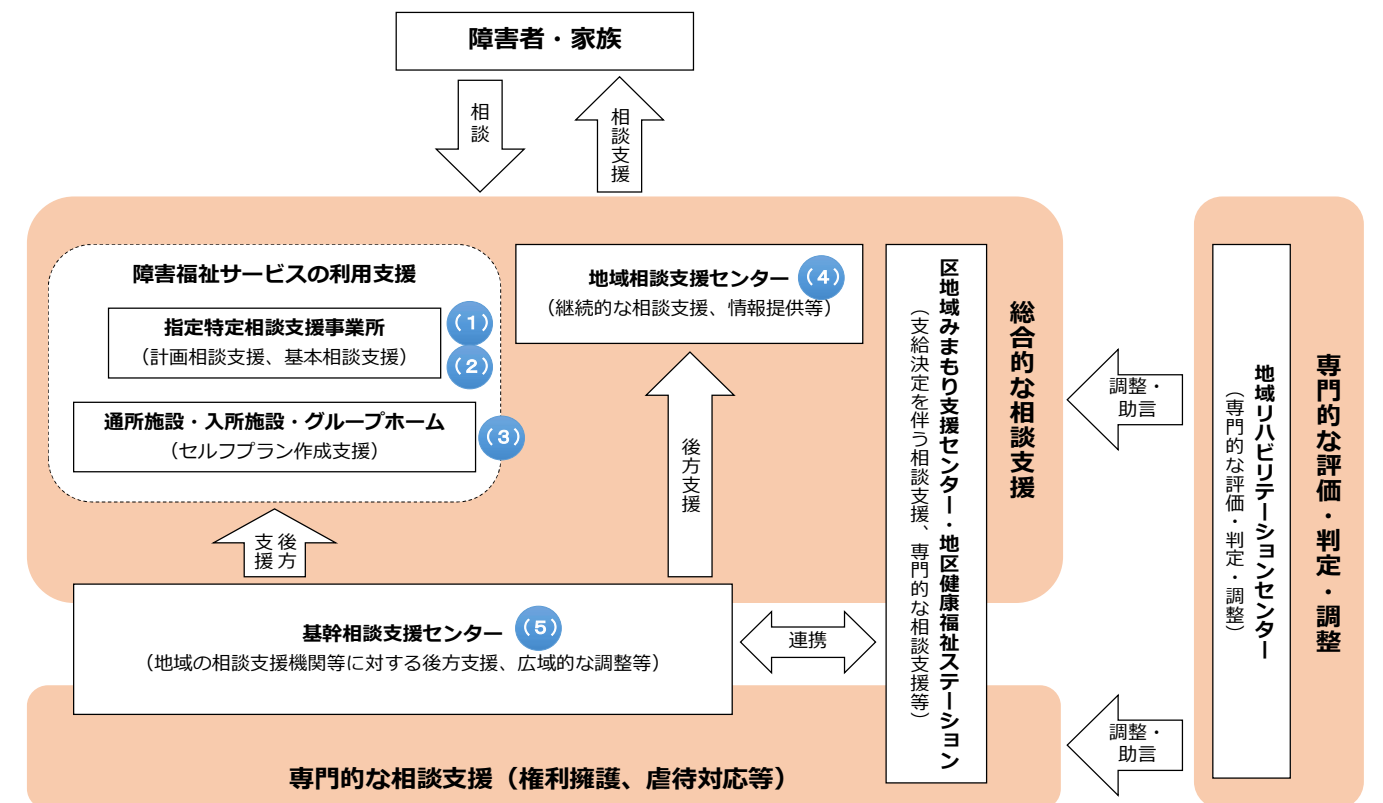 障害者・家族
相談
相談支援
障害福祉サービスの利用支援
指定特定相談支援事業所
（計画相談支援、基本相談支援）
（１）
（２）
通所施設・入所施設・グループホーム
（セルフプラン作成支援）
（３）
地域相談支援センター
（４）
（継続的な相談支援、情報提供等）
後方支援
後方支援
基幹相談支援センター
（５）
（地域の相談支援機関等に対する後方支援、広域的な調整等）
連携
区地域みまもり支援センター・地区健康福祉ステーション
（支給決定を伴う相談支援、専門的な相談支援等）
総合的な相談支援
調整・
助言
調整・
助言
地域リハビリテーションセンター
（専門的な評価・判定・調整）
専門的な評価・判定・調整
専門的な相談支援（権利擁護、虐待対応等）